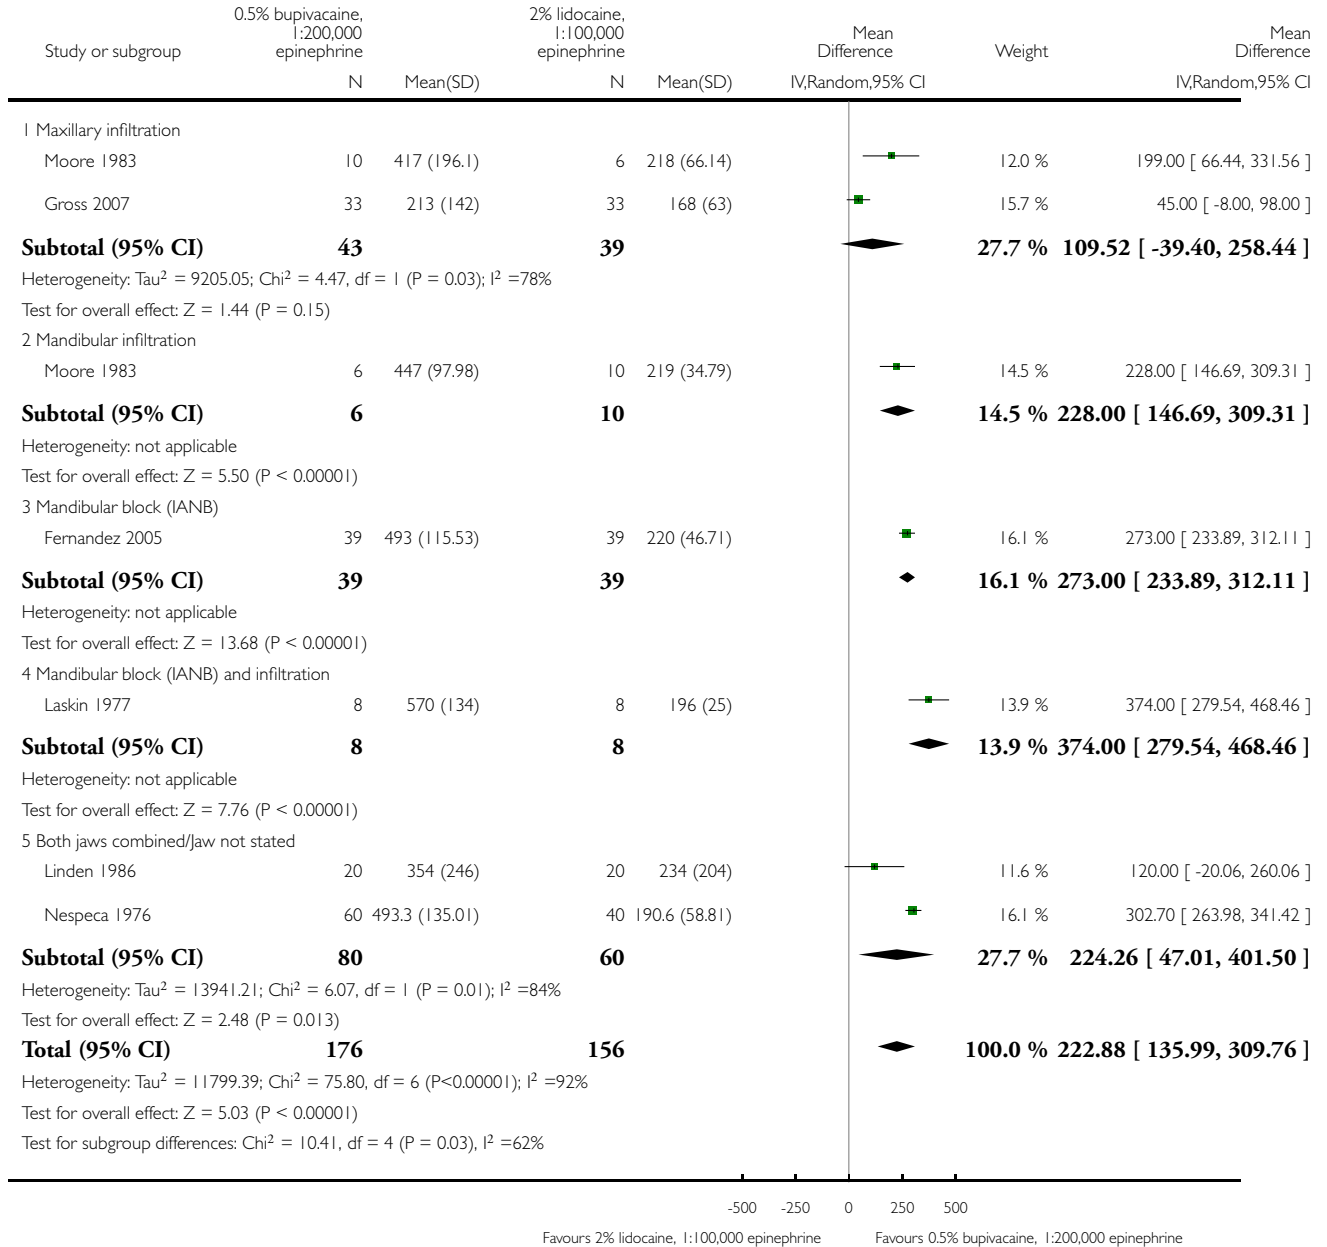 0.5% bupivacaine, 2% lidocaine,
1:200,000 1:100,000 Mean Mean
Study or subgroup epinephrine epinephrine Difference Weight Difference
N Mean(SD) N Mean(SD) IV,Random,95% CI IV,Random,95% CI
1 Maxillary infiltration
Moore 1983 10 417 (196.1) 6 218 (66.14) 12.0 % 199.00 [ 66.44, 331.56 ]
Gross 2007 33 213 (142) 33 168 (63) 15.7 % 45.00 [ -8.00, 98.00 ]
Subtotal (95% CI) 43 39 27.7 % 109.52 [ -39.40, 258.44 ]
Heterogeneity: Tau² = 9205.05; Chi² = 4.47, df = 1 (P = 0.03); I² =78%
Test for overall effect: Z = 1.44 (P = 0.15)
2 Mandibular infiltration
Moore 1983 6 447 (97.98) 10 219 (34.79) 14.5 % 228.00 [ 146.69, 309.31 ]
Subtotal (95% CI) 6 10 14.5 % 228.00 [ 146.69, 309.31 ]
Heterogeneity: not applicable
Test for overall effect: Z = 5.50 (P < 0.00001)
3 Mandibular block (IANB)
Fernandez 2005 39 493 (115.53) 39 220 (46.71) 16.1 % 273.00 [ 233.89, 312.11 ]
Subtotal (95% CI) 39 39 16.1 % 273.00 [ 233.89, 312.11 ]
Heterogeneity: not applicable
Test for overall effect: Z = 13.68 (P < 0.00001)
4 Mandibular block (IANB) and infiltration
Laskin 1977 8 570 (134) 8 196 (25) 13.9 % 374.00 [ 279.54, 468.46 ]
Subtotal (95% CI) 8 8 13.9 % 374.00 [ 279.54, 468.46 ]
Heterogeneity: not applicable
Test for overall effect: Z = 7.76 (P < 0.00001)
5 Both jaws combined/Jaw not stated
Linden 1986 20 354 (246) 20 234 (204) 11.6 % 120.00 [ -20.06, 260.06 ]
Nespeca 1976 60 493.3 (135.01) 40 190.6 (58.81) 16.1 % 302.70 [ 263.98, 341.42 ]
Subtotal (95% CI) 80 60 27.7 % 224.26 [ 47.01, 401.50 ]
Heterogeneity: Tau² = 13941.21; Chi² = 6.07, df = 1 (P = 0.01); I² =84%
Test for overall effect: Z = 2.48 (P = 0.013)
Total (95% CI) 176 156 100.0 % 222.88 [ 135.99, 309.76 ]
Heterogeneity: Tau² = 11799.39; Chi² = 75.80, df = 6 (P<0.00001); I² =92%
Test for overall effect: Z = 5.03 (P < 0.00001)
Test for subgroup differences: Chi² = 10.41, df = 4 (P = 0.03), I² =62%
-500 -250 0 250 500
Favours 2% lidocaine, 1:100,000 epinephrine Favours 0.5% bupivacaine, 1:200,000 epinephrine